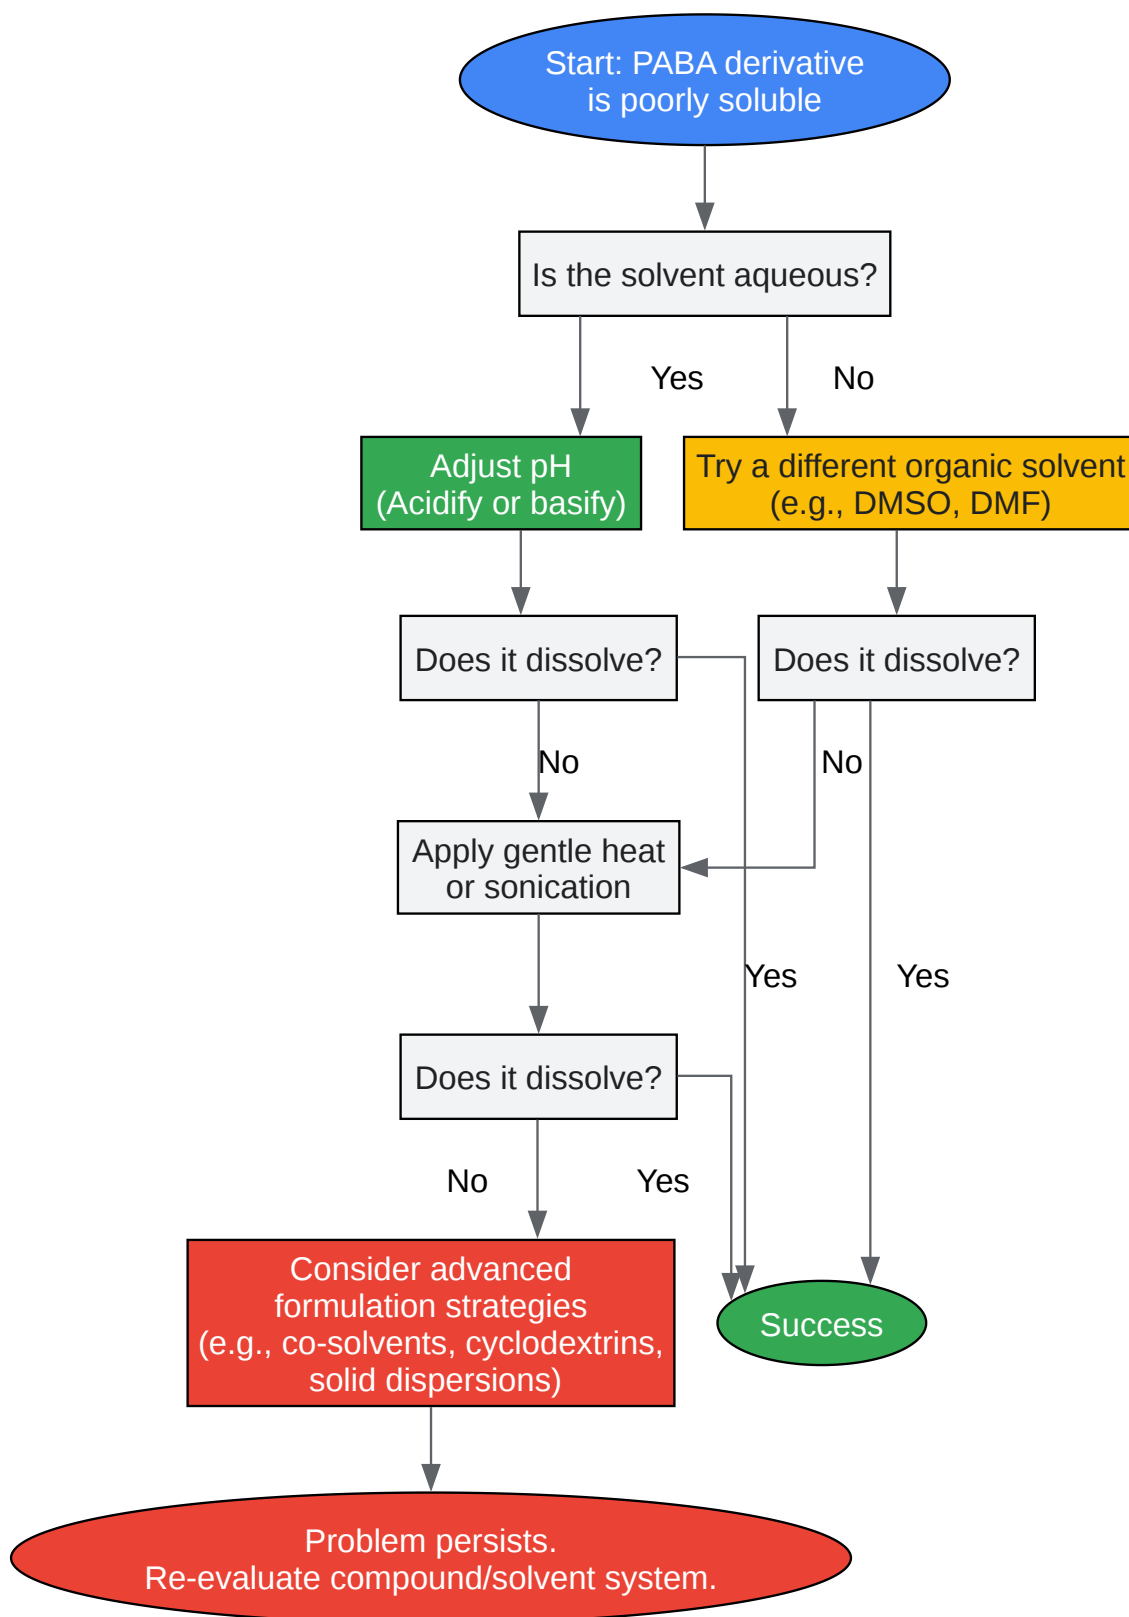 Start: PABA derivative
is poorly soluble
Is the solvent aqueous?
Yes
No
Adjust pH
(Acidify or basify)
Try a different organic solvent
(e.g., DMSO, DMF)
Does it dissolve?
Does it dissolve?
No
No
Apply gentle heat
or sonication
Yes
Yes
Does it dissolve?
No
Yes
Consider advanced
formulation strategies
(e.g., co-solvents, cyclodextrins,
solid dispersions)
Success
Problem persists.
Re-evaluate compound/solvent system.